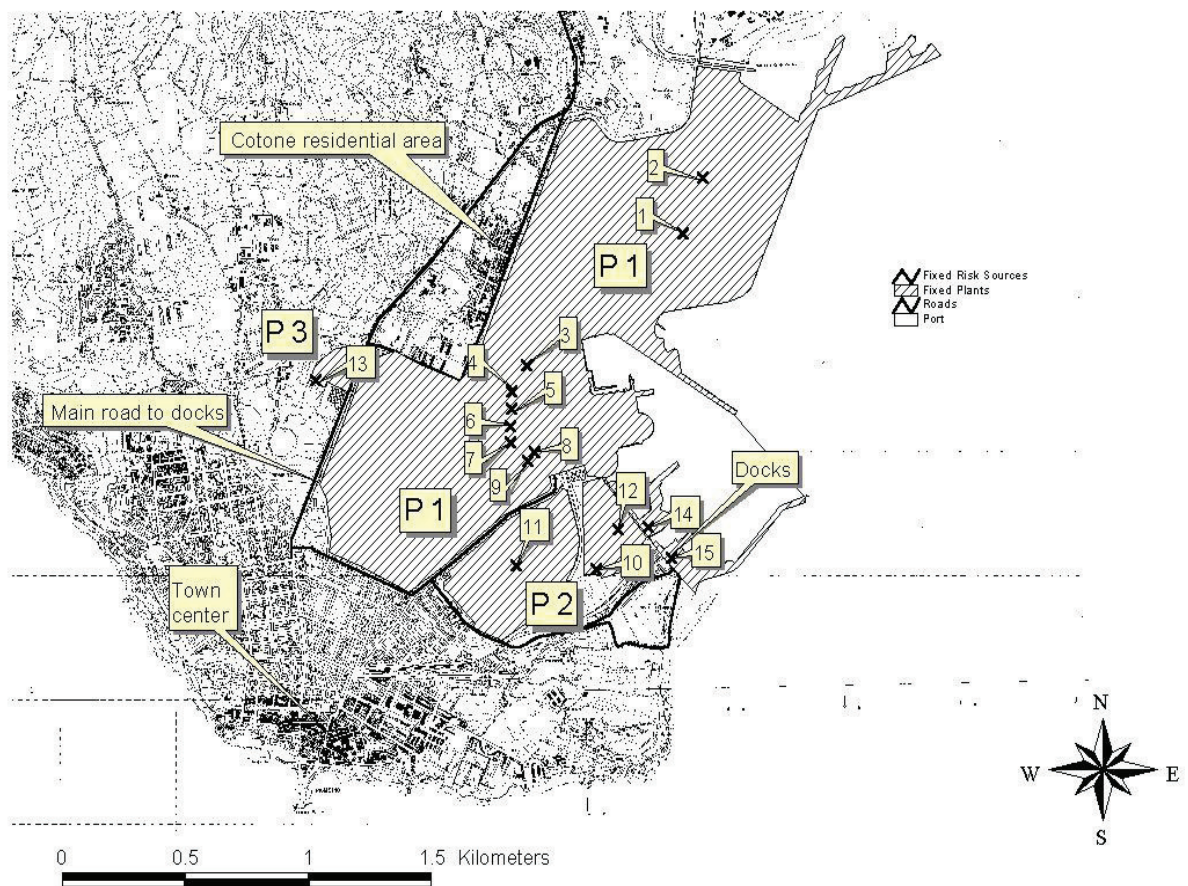 Cotone residential area
2
1
P 1
Fixed Risk Sources
Fixed Plants
Roads
Port
P 3
3
4
13
5
Main road to docks
6
7
8
9
Docks
P 1
12
14
11
10
15
Town
center
P 2
N
W
E
S
0 0.5 1 1.5 Kilometers